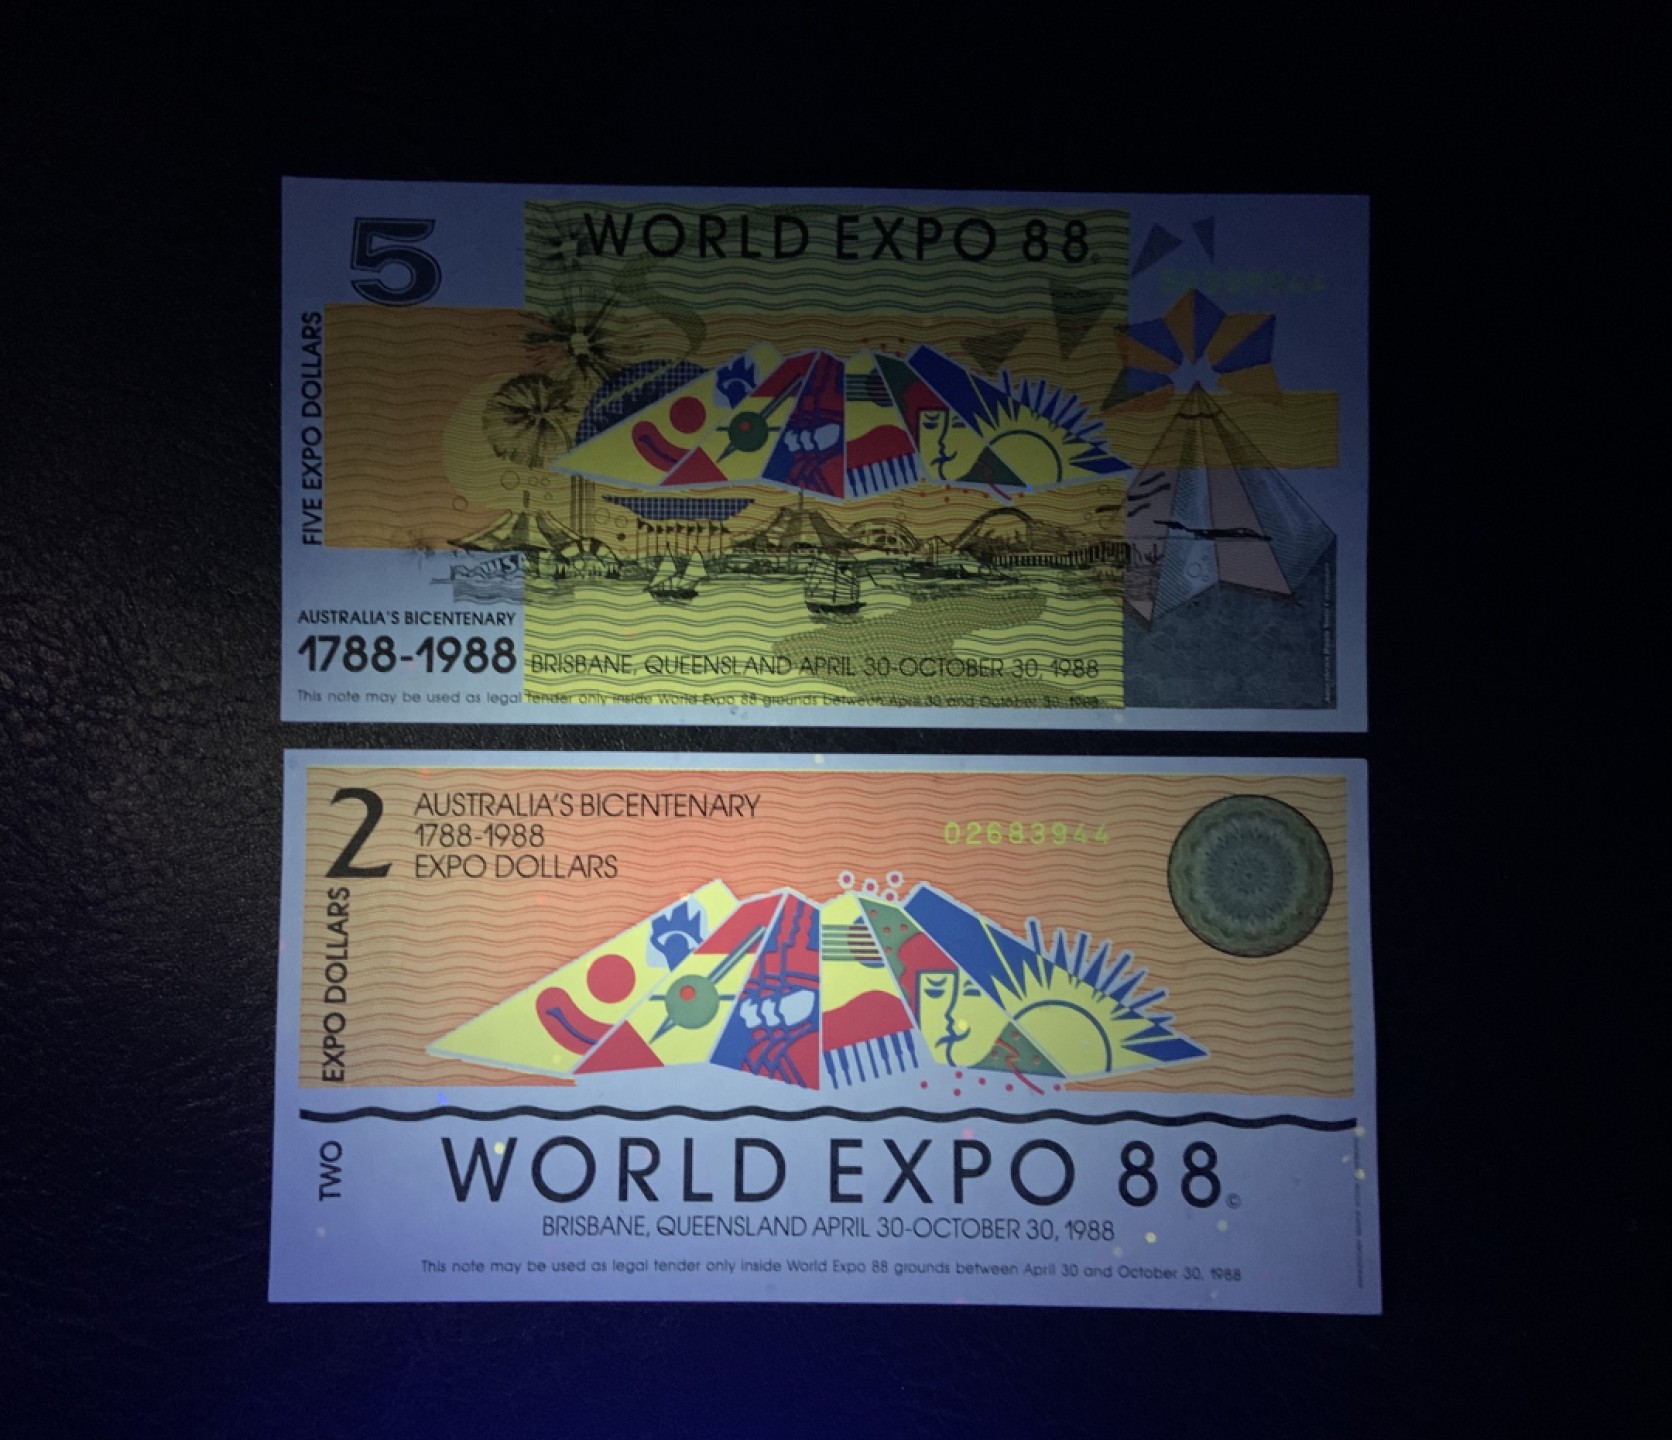 5
WORLD EXPO 88
FIVE EXPO DOLLARS
USA
AUSTRALIA'S BICENTENARY
1788-1988
BRISBANE, QUEENSLAND APRIL 30-OCTOBER 30, 1988
This note may be used as legal tender only inside World Expo 88 grounds between April 30 and October 30, 1988
2
AUSTRALIA'S BICENTENARY
1788-1988
EXPO DOLLARS
02683944
TWO EXPO DOLLARS
WORLD EXPO 88©
BRISBANE, QUEENSLAND APRIL 30-OCTOBER 30, 1988
This note may be used as legal tender only inside World Expo 88 grounds between April 30 and October 30, 1988